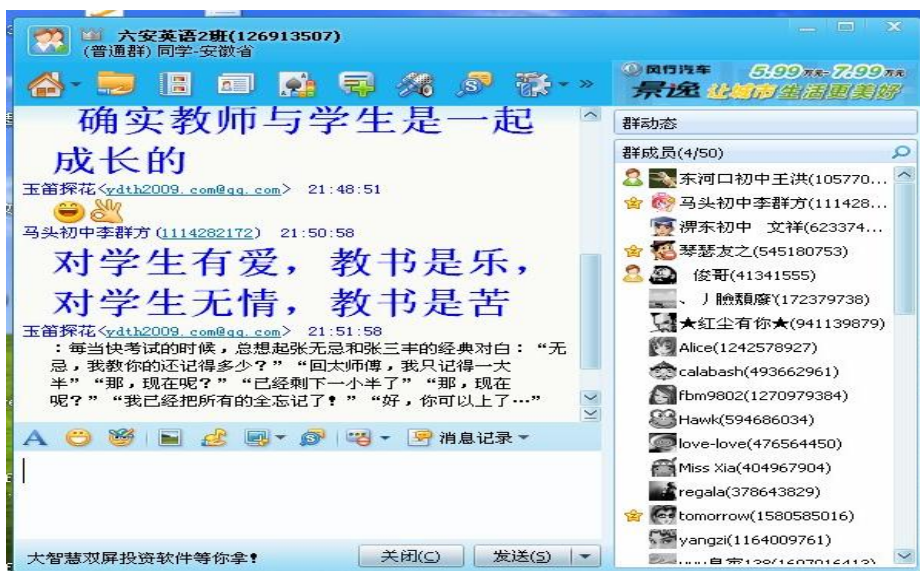 六安英语2班(126913507)
(普通群) 同学-安徽省
风行汽车 5.99万元-7.99万元
景逸 让城市生活更美好
确实教师与学生是一起
成长的
玉笛探花<ydth2009.com@qq.com> 21:48:51
马头初中李群方(1114282172) 21:50:58
对学生有爱，教书是乐，
对学生无情，教书是苦
玉笛探花<ydth2009.com@qq.com> 21:51:58
：每当快考试的时候，总想起张无忌和张三丰的经典对白：“无
忌，我教你的还记得多少？”“回太师傅，我只记得一大
半”“那，现在呢？”“已经剩下一小半了”“那，现在
呢？”“我已经把所有的全忘记了！”“好，你可以上了…”
消息记录
大智慧双屏投资软件等你拿！
关闭(C)
发送(S)
群动态
群成员(4/50)
东河口初中王洪(105770...
马头初中李群方(111428...
淠东初中 文祥(623374...
琴瑟友之(545180753)
俊哥(41341555)
(172379738)
★红尘有你★(941139879)
Alice(1242578927)
calabash(493662961)
fbm9802(1270979384)
Hawk(594686034)
love-love(476564450)
Miss Xia(404967904)
regala(378643829)
tomorrow(1580585016)
yangzi(1164009761)